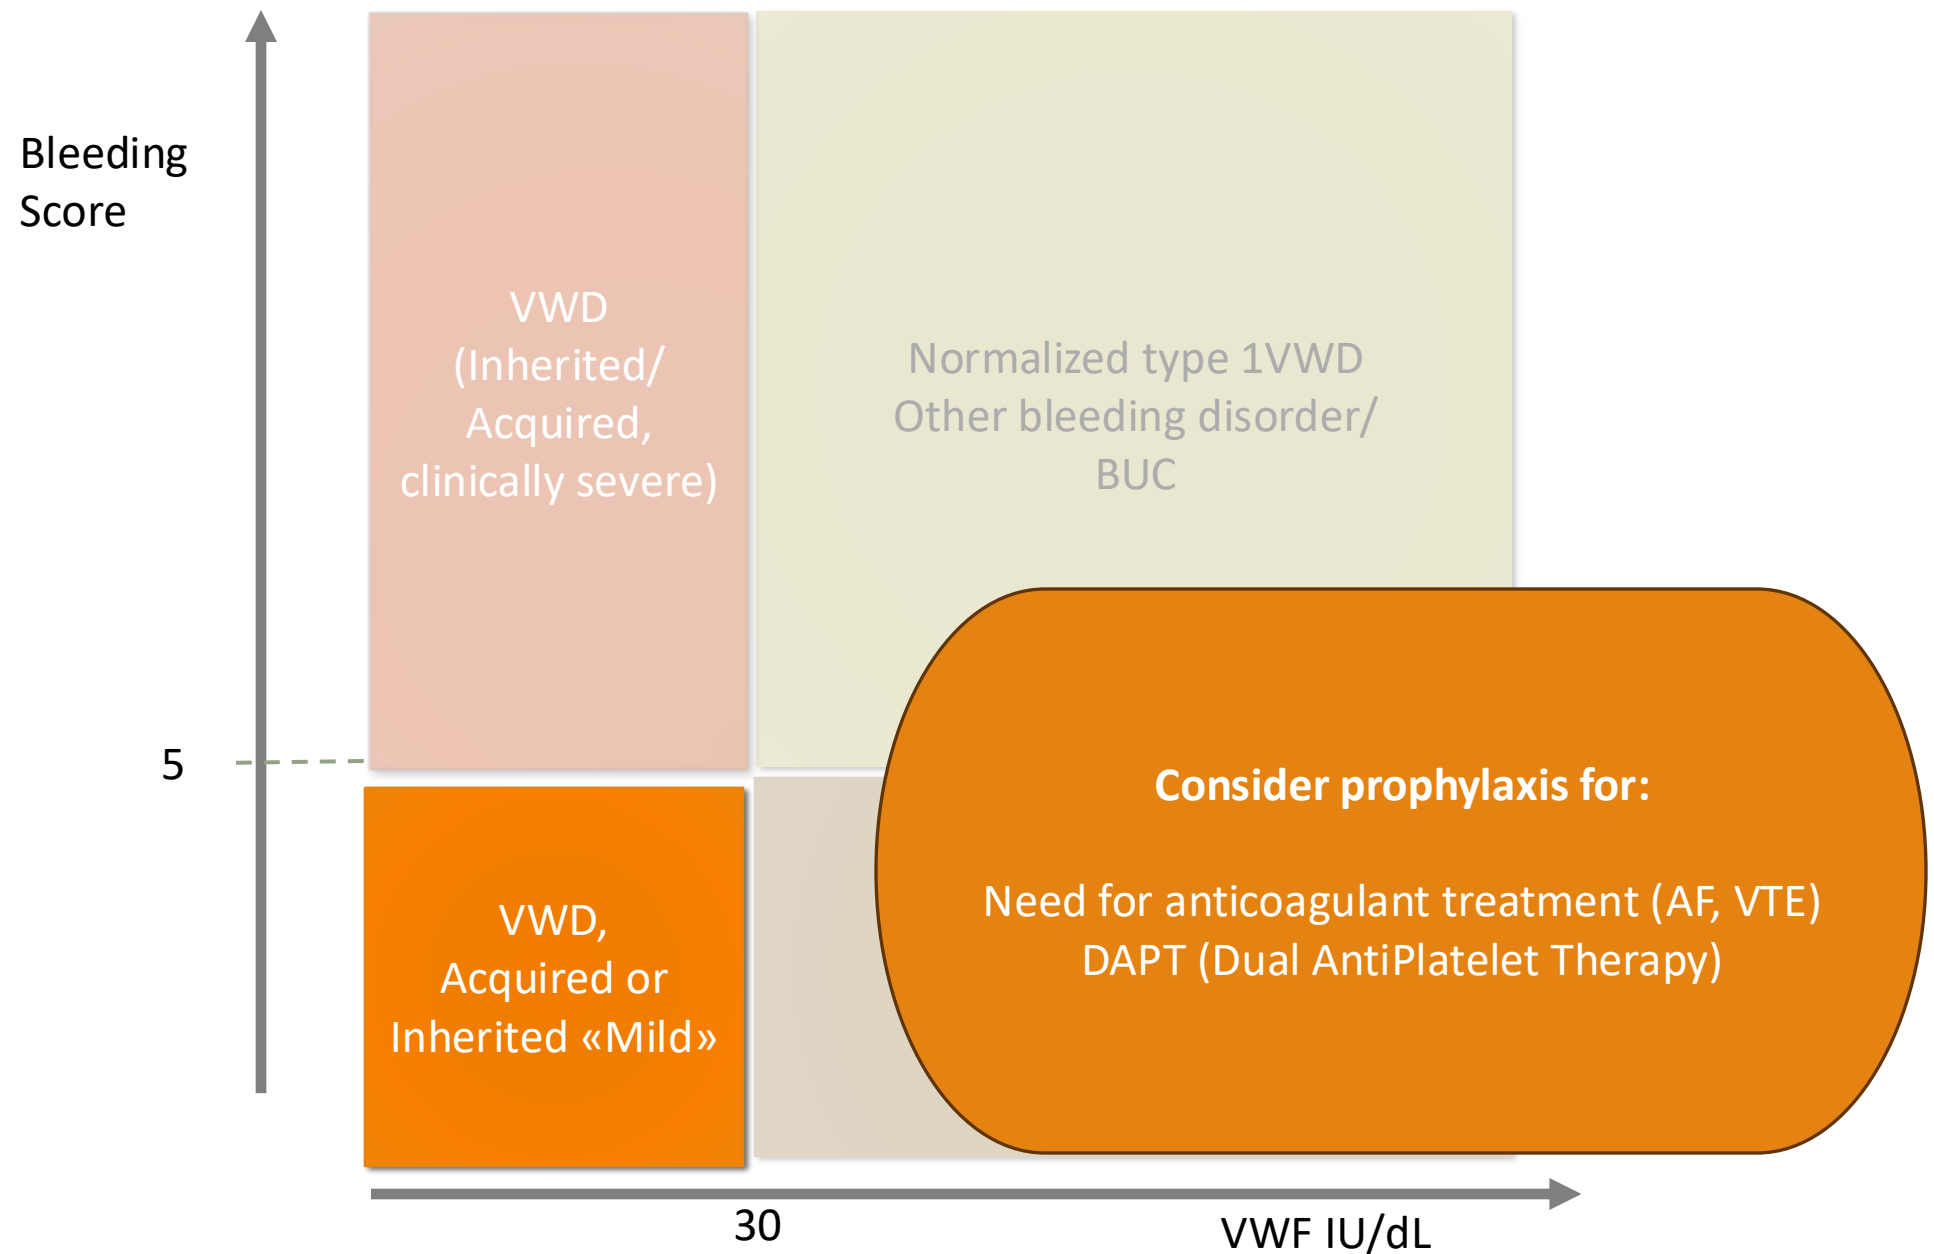 Bleeding
Score
VWD
(Inherited/
Acquired,
clinically severe)
Normalized type 1VWD
Other bleeding disorder/
BUC
5
Consider prophylaxis for:
Need for anticoagulant treatment (AF, VTE)
DAPT (Dual AntiPlatelet Therapy)
VWD,
Acquired or
Inherited «Mild»
30
VWF IU/dL